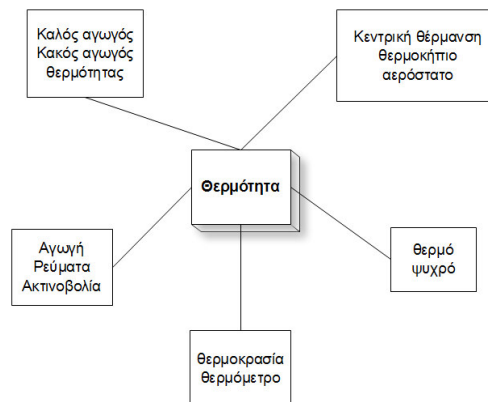 Καλός αγωγός
Κακός αγωγός
θερμότητας
Κεντρική θέρμανση
θερμοκήπιο
αερόστατο
Θερμότητα
Αγωγή
Ρεύματα
Ακτινοβολία
θερμό
ψυχρό
θερμοκρασία
θερμόμετρο